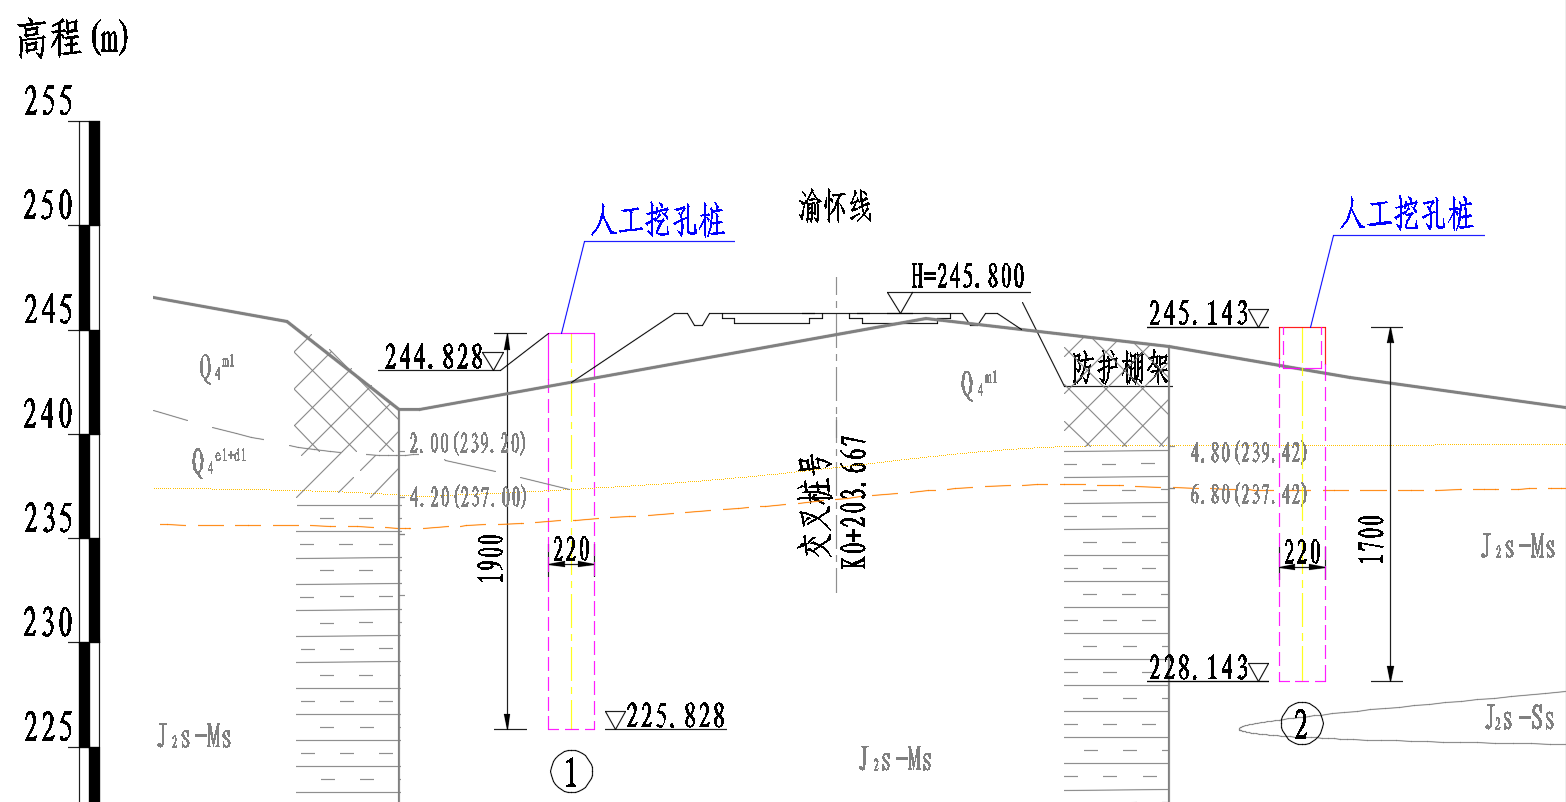 高程(m)
255
250
245
240
235
230
225
人工挖孔桩
渝怀线
人工挖孔桩
H=245.800
245.143
244.828
防护棚架
Q₄ᵐˡ
Q₄ᵐˡ
Q₄ᵉˡ⁺ᵈˡ
2.00(239.20)
4.20(237.00)
4.80(239.42)
6.80(237.42)
交叉桩号
K0+203.667
1900
220
220
1700
J₂s-Ms
228.143
225.828
J₂s-Ss
J₂s-Ms
J₂s-Ms
1
2